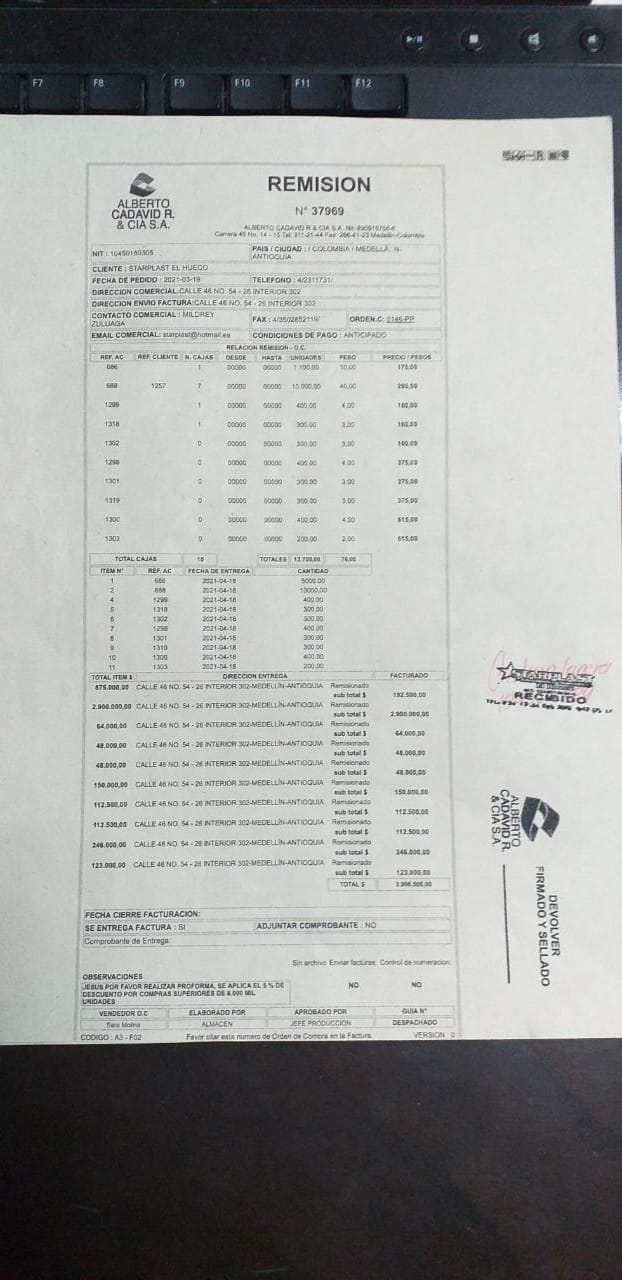 F7 F8 F9 F10 F11 F12
ALBERTO
CADAVID R.
& CIA S.A.
REMISION
N° 37969
ALBERTO CADAVID R & CIA S.A. Nit:
Carrera 45 No. 14 - 15 Tel: 311-21-44 Fax: 266-41-23 Medellin-Colombia
NIT : 10450160305
PAIS / CIUDAD : / COLOMBIA / MEDELLÍN-
ANTIOQUIA
CLIENTE : STARPLAST EL HUECO
FECHA DE PEDIDO : 2021-03-19 TELEFONO : 4/2311731/
DIRECCION COMERCIAL:CALLE 46 NO. 54 - 26 INTERIOR 302
DIRECCION ENVIO FACTURA:CALLE 46 NO. 54 - 26 INTERIOR 302
CONTACTO COMERCIAL : MILDREY
ZULUAGA
FAX : 4/3502852119/ ORDEN.C: 0146-PP
EMAIL COMERCIAL: starplast@hotmail.es CONDICIONES DE PAGO : ANTICIPADO
RELACION REMISION - O.C.
REF. AC REF. CLIENTE N. CAJAS DESDE HASTA UNIDADES PESO PRECIO / PESOS
686 1 00000 00000 1.100,00 10,00 175,00
688 1257 7 00000 00000 10.000,00 40,00 290,00
1299 1 00000 00000 400,00 4,00 160,00
1318 1 00000 00000 300,00 3,00 160,00
1302 0 00000 00000 300,00 3,00 160,00
1298 0 00000 00000 400,00 4,00 375,00
1301 0 00000 00000 300,00 3,00 375,00
1319 0 00000 00000 300,00 3,00 375,00
1300 0 00000 00000 400,00 4,00 615,00
1303 0 00000 00000 200,00 2,00 615,00
TOTAL CAJAS 10 TOTALES 13.700,00 76,00
ITEM N° REF. AC FECHA DE ENTREGA CANTIDAD
1 686 2021-04-16 5000.00
2 688 2021-04-16 10000.00
4 1299 2021-04-16 400.00
5 1318 2021-04-16 300.00
6 1302 2021-04-16 300.00
7 1298 2021-04-16 400.00
8 1301 2021-04-16 300.00
9 1319 2021-04-16 300.00
10 1300 2021-04-16 400.00
11 1303 2021-04-16 200.00
TOTAL ITEM $ DIRECCION ENTREGA FACTURADO
875.000,00 CALLE 46 NO. 54 - 26 INTERIOR 302-MEDELLÍN-ANTIOQUIA Remisionado
sub total $ 192.500,00
2.900.000,00 CALLE 46 NO. 54 - 26 INTERIOR 302-MEDELLÍN-ANTIOQUIA Remisionado
sub total $ 2.900.000,00
64.000,00 CALLE 46 NO. 54 - 26 INTERIOR 302-MEDELLÍN-ANTIOQUIA Remisionado
sub total $ 64.000,00
48.000,00 CALLE 46 NO. 54 - 26 INTERIOR 302-MEDELLÍN-ANTIOQUIA Remisionado
sub total $ 48.000,00
48.000,00 CALLE 46 NO. 54 - 26 INTERIOR 302-MEDELLÍN-ANTIOQUIA Remisionado
sub total $ 48.000,00
150.000,00 CALLE 46 NO. 54 - 26 INTERIOR 302-MEDELLÍN-ANTIOQUIA Remisionado
sub total $ 150.000,00
112.500,00 CALLE 46 NO. 54 - 26 INTERIOR 302-MEDELLÍN-ANTIOQUIA Remisionado
sub total $ 112.500,00
112.500,00 CALLE 46 NO. 54 - 26 INTERIOR 302-MEDELLÍN-ANTIOQUIA Remisionado
sub total $ 112.500,00
246.000,00 CALLE 46 NO. 54 - 26 INTERIOR 302-MEDELLÍN-ANTIOQUIA Remisionado
sub total $ 246.000,00
123.000,00 CALLE 46 NO. 54 - 26 INTERIOR 302-MEDELLÍN-ANTIOQUIA Remisionado
sub total $ 123.000,00
TOTAL $ 3.996.500,00
FECHA CIERRE FACTURACION:
SE ENTREGA FACTURA : SI ADJUNTAR COMPROBANTE : NO
Comprobante de Entrega:
Sin archivo Enviar facturas: Control de numeracion:
OBSERVACIONES
JESUS POR FAVOR REALIZAR PROFORMA, SE APLICA EL 5 % DE
DESCUENTO POR COMPRAS SUPERIORES DE 8.000 MIL
UNIDADES
NO NO
VENDEDOR O.C ELABORADO POR APROBADO POR GUIA N°
Sara Molina ALMACEN JEFE PRODUCCION DESPACHADO
CODIGO : A3 - F02 Favor citar este numero de Orden de Compra en la Factura. VERSION 0
STARPLAST
RECIBIDO
ALBERTO
CADAVID R.
& CIA S.A.
DEVOLVER
FIRMADO Y SELLADO